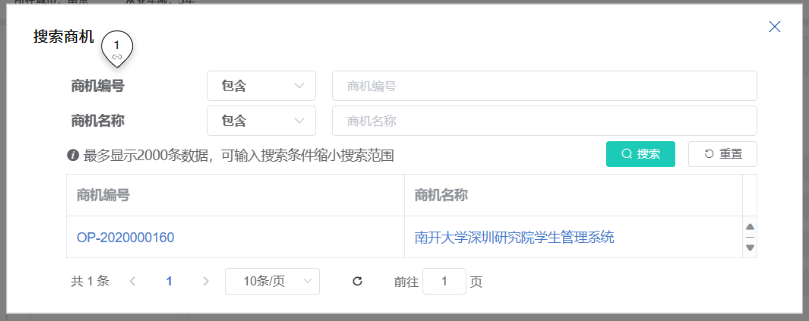 搜索商机
1
商机编号 包含 商机编号
商机名称 包含 商机名称
最多显示2000条数据，可输入搜索条件缩小搜索范围 搜索 重置
商机编号 商机名称
OP-2020000160 南开大学深圳研究院学生管理系统
共 1 条 1 10条/页 前往 1 页